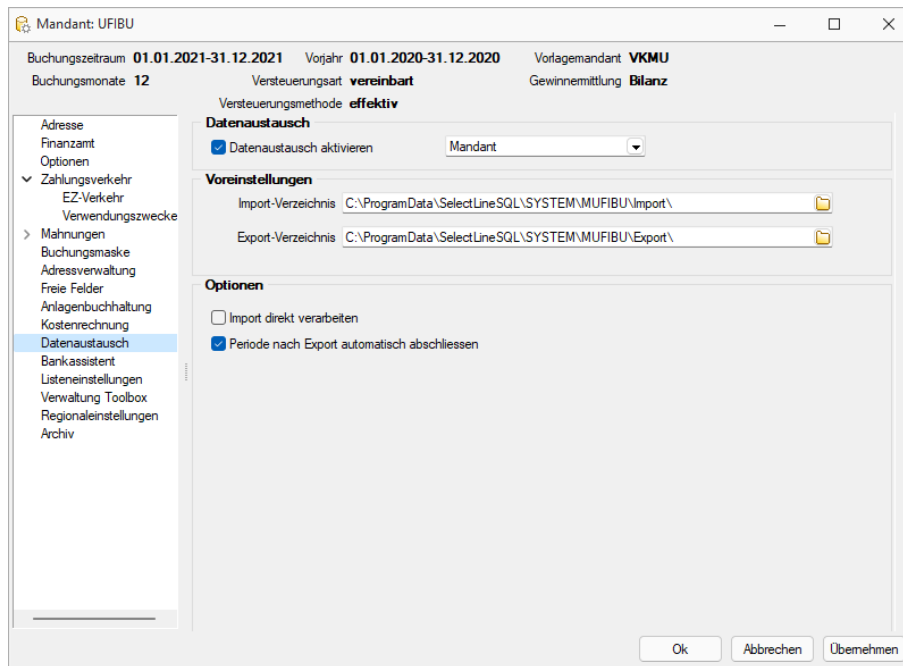 Mandant: UFIBU
Buchungszeitraum 01.01.2021-31.12.2021 Vorjahr 01.01.2020-31.12.2020 Vorlagemandant VKMU
Buchungsmonate 12 Versteuerungsart vereinbart Gewinnermittlung Bilanz
Versteuerungsmethode effektiv
Adresse
Finanzamt
Optionen
Zahlungsverkehr
EZ-Verkehr
Verwendungszwecke
Mahnungen
Buchungsmaske
Adressverwaltung
Freie Felder
Anlagenbuchhaltung
Kostenrechnung
Datenaustausch
Bankassistent
Listeneinstellungen
Verwaltung Toolbox
Regionaleinstellungen
Archiv
Datenaustausch
Datenaustausch aktivieren Mandant
Voreinstellungen
Import-Verzeichnis C:\ProgramData\SelectLineSQL\SYSTEM\MUFIBU\Import\
Export-Verzeichnis C:\ProgramData\SelectLineSQL\SYSTEM\MUFIBU\Export\
Optionen
Import direkt verarbeiten
Periode nach Export automatisch abschliessen
Ok Abbrechen Übernehmen